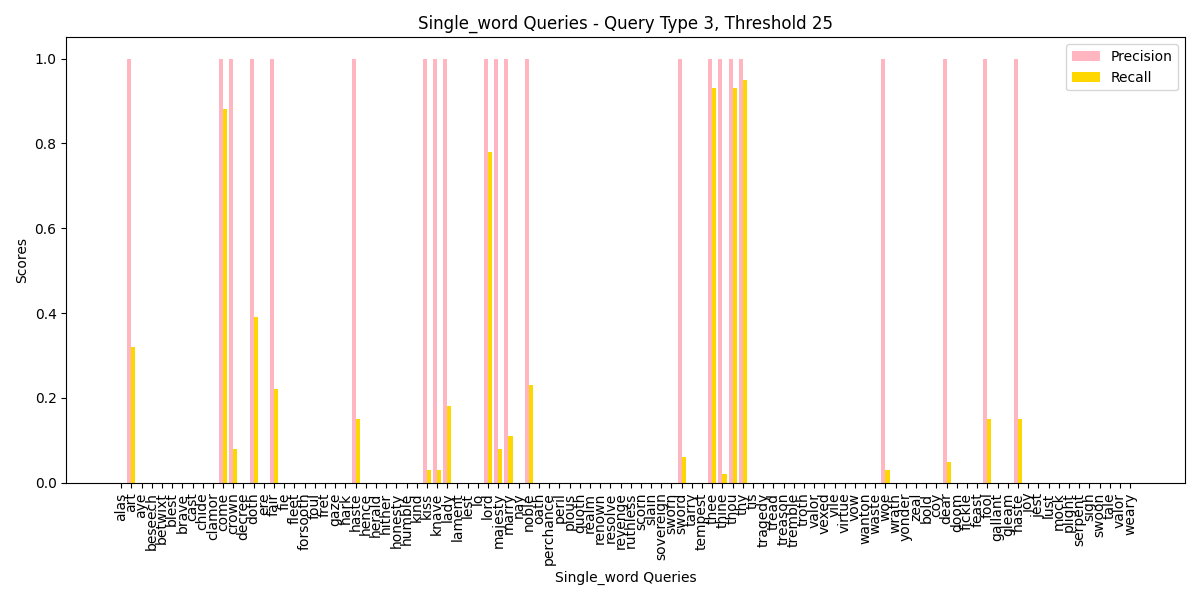 Single_word Queries - Query Type 3, Threshold 25
Precision
Recall
Scores
1.0
0.8
0.6
0.4
0.2
0.0
alas
art
aye
beseech
betwixt
blest
brave
cast
chide
clamor
come
crown
decree
doth
ere
fair
fie
fleet
forsooth
foul
fret
gaze
hark
haste
hence
herald
hither
honesty
humble
kind
kiss
knave
lady
lament
lest
lo
lord
majesty
marry
nay
noble
oath
perchance
peril
pious
quoth
realm
renown
resolve
revenge
ruthless
scorn
slain
sovereign
sworn
sword
tarry
tempest
thee
thine
thou
thy
tis
tragedy
tread
treason
tremble
troth
valor
vexed
vile
virtue
vow
wanton
waste
woe
wrath
yonder
zeal
bold
coy
dear
doom
fickle
feast
fool
gallant
gleam
haste
joy
jest
lust
mock
plight
serpent
sigh
swoon
tale
valor
weary
Single_word Queries